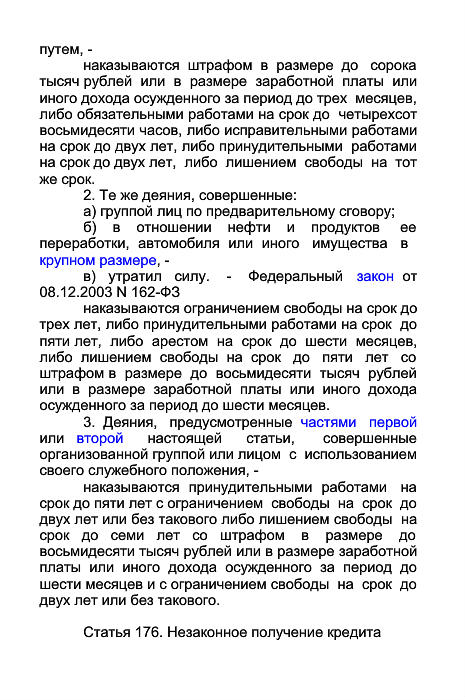 путем, -
наказываются штрафом в размере до сорока
тысяч рублей или в размере заработной платы или
иного дохода осужденного за период до трех месяцев,
либо обязательными работами на срок до четырехсот
восьмидесяти часов, либо исправительными работами
на срок до двух лет, либо принудительными работами
на срок до двух лет, либо лишением свободы на тот
же срок.
2. Те же деяния, совершенные:
а) группой лиц по предварительному сговору;
б) в отношении нефти и продуктов ее
переработки, автомобиля или иного имущества в
крупном размере, -
в) утратил силу. - Федеральный закон от
08.12.2003 N 162-ФЗ
наказываются ограничением свободы на срок до
трех лет, либо принудительными работами на срок до
пяти лет, либо арестом на срок до шести месяцев,
либо лишением свободы на срок до пяти лет со
штрафом в размере до восьмидесяти тысяч рублей
или в размере заработной платы или иного дохода
осужденного за период до шести месяцев.
3. Деяния, предусмотренные частями первой
или второй настоящей статьи, совершенные
организованной группой или лицом с использованием
своего служебного положения, -
наказываются принудительными работами на
срок до пяти лет с ограничением свободы на срок до
двух лет или без такового либо лишением свободы на
срок до семи лет со штрафом в размере до
восьмидесяти тысяч рублей или в размере заработной
платы или иного дохода осужденного за период до
шести месяцев и с ограничением свободы на срок до
двух лет или без такового.
Статья 176. Незаконное получение кредита